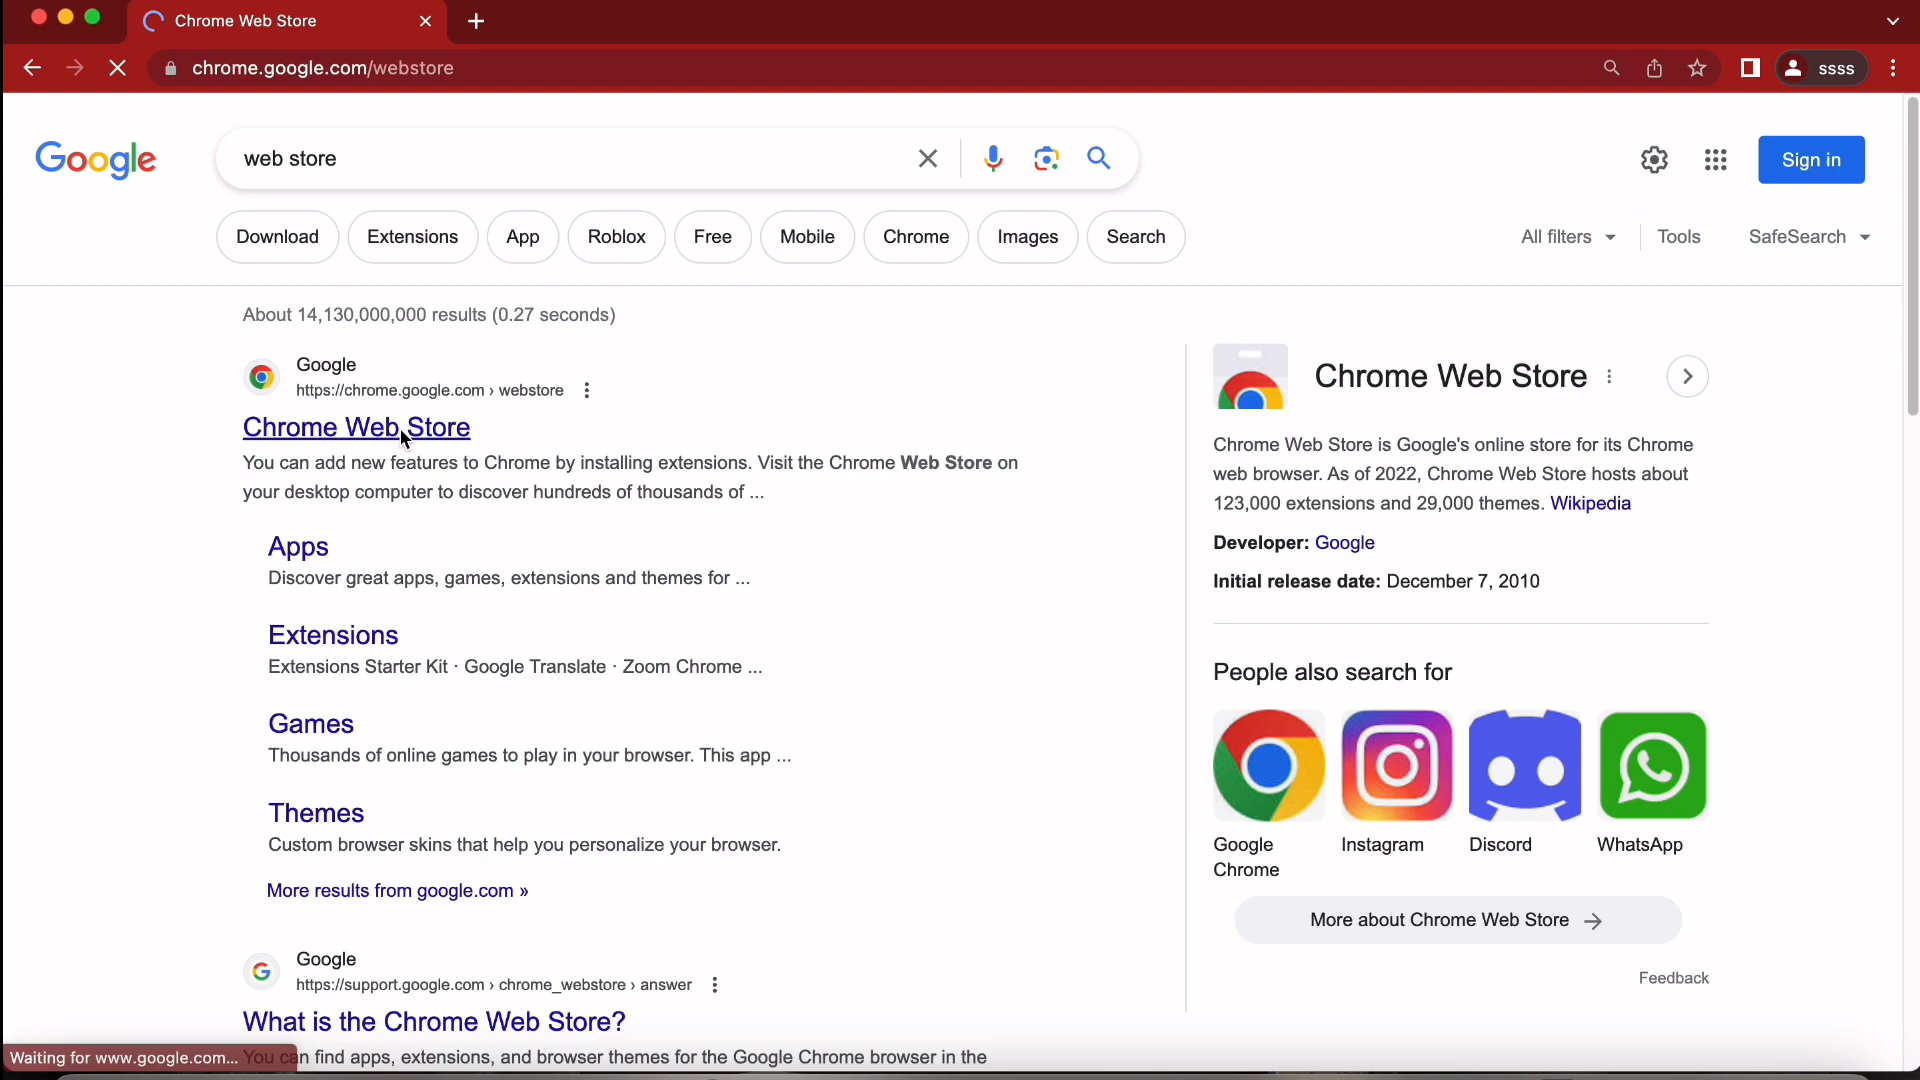 Chrome Web Store
chrome.google.com/webstore
ssss
Google
web store
Sign in
Download
Extensions
App
Roblox
Free
Mobile
Chrome
Images
Search
All filters
Tools
SafeSearch
About 14,130,000,000 results (0.27 seconds)
Google
https://chrome.google.com › webstore
Chrome Web Store
You can add new features to Chrome by installing extensions. Visit the Chrome Web Store on
your desktop computer to discover hundreds of thousands of ...
Apps
Discover great apps, games, extensions and themes for ...
Extensions
Extensions Starter Kit · Google Translate · Zoom Chrome ...
Games
Thousands of online games to play in your browser. This app ...
Themes
Custom browser skins that help you personalize your browser.
More results from google.com »
Google
https://support.google.com › chrome_webstore › answer
What is the Chrome Web Store?
You can find apps, extensions, and browser themes for the Google Chrome browser in the
Chrome Web Store
Chrome Web Store is Google's online store for its Chrome
web browser. As of 2022, Chrome Web Store hosts about
123,000 extensions and 29,000 themes. Wikipedia
Developer: Google
Initial release date: December 7, 2010
People also search for
Google
Chrome
Instagram
Discord
WhatsApp
More about Chrome Web Store
Feedback
Waiting for www.google.com...